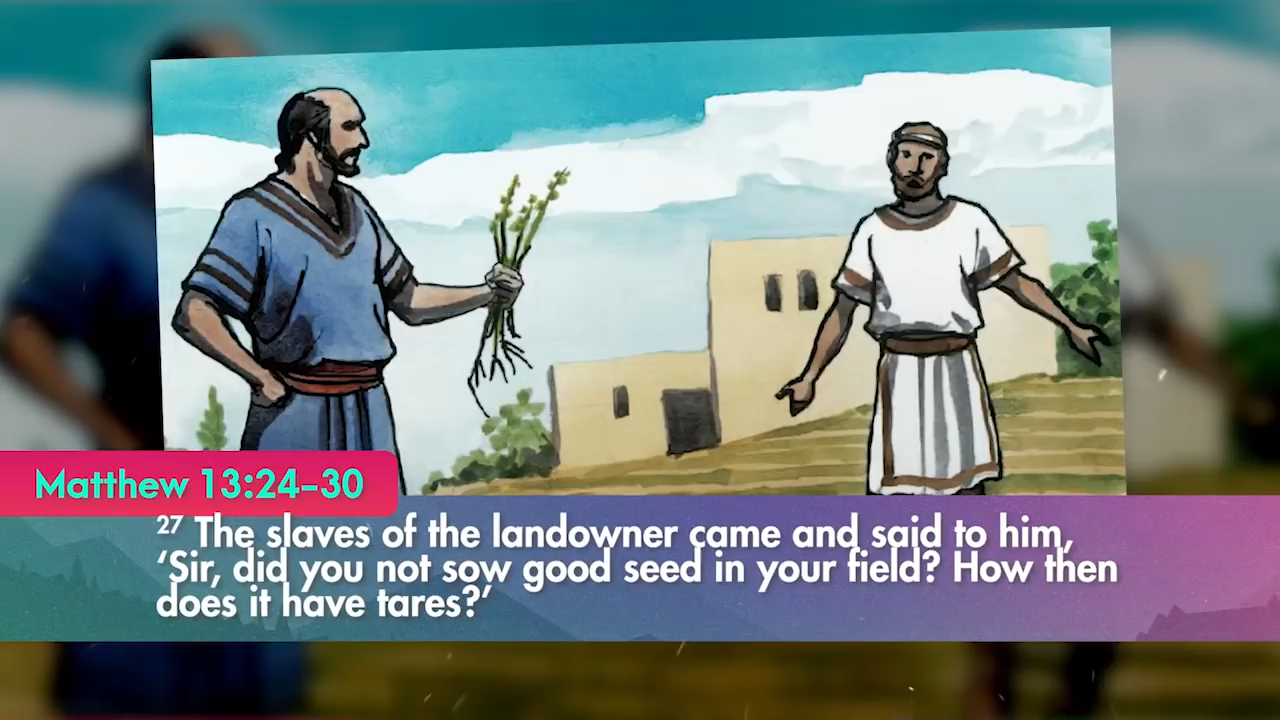 Matthew 13:24–30
27 The slaves of the landowner came and said to him,
‘Sir, did you not sow good seed in your field? How then
does it have tares?’